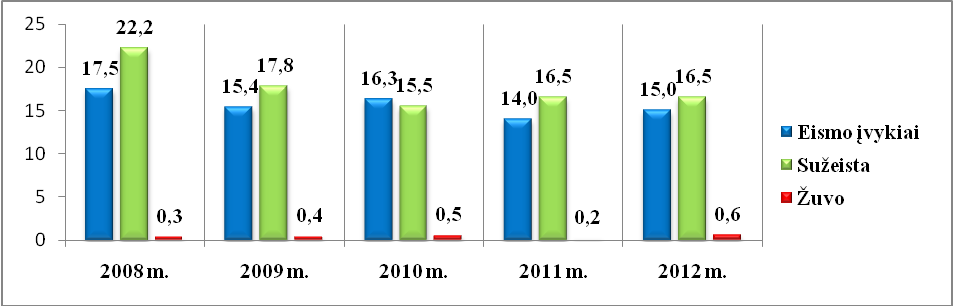 25
20
15
10
5
0
17,5
22,2
0,3
15,4
17,8
0,4
16,3
15,5
0,5
14,0
16,5
0,2
15,0
16,5
0,6
2008 m.
2009 m.
2010 m.
2011 m.
2012 m.
Eismo įvykiai
Sužeista
Žuvo